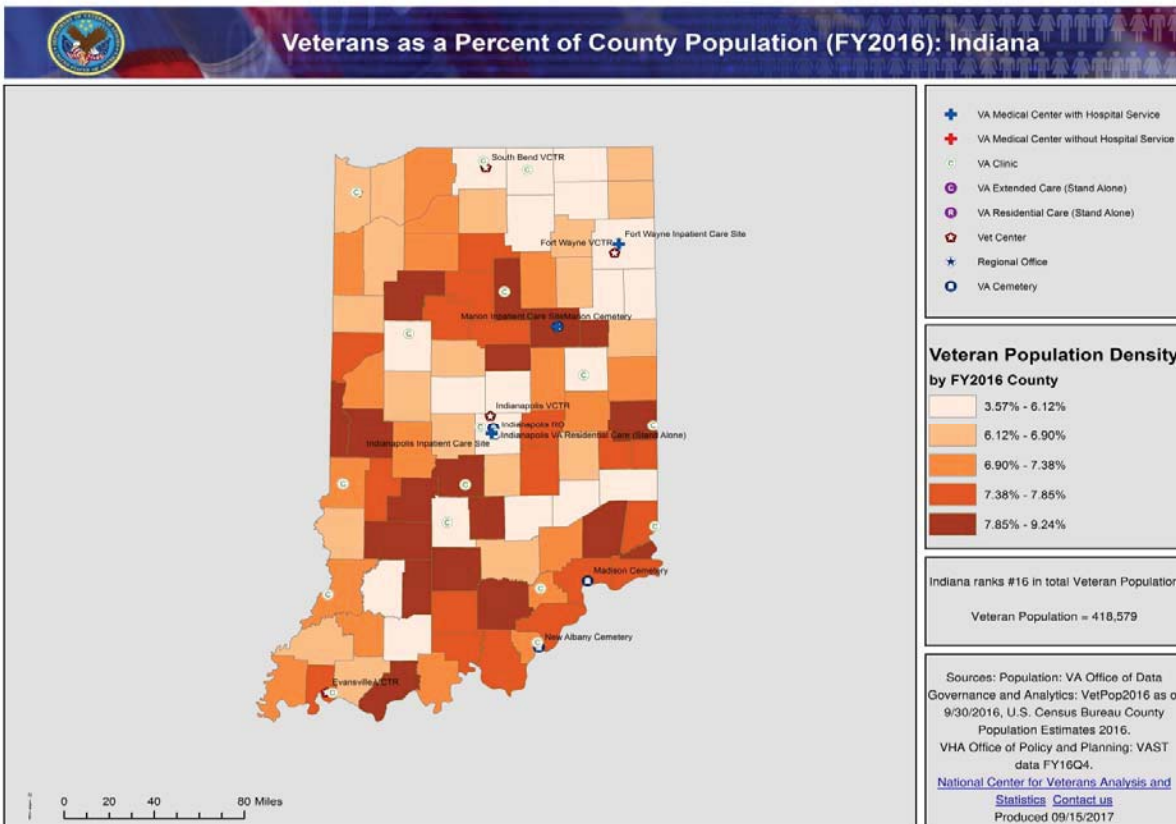 Veterans as a Percent of County Population (FY2016): Indiana
South Bend VCTR
Fort Wayne Inpatient Care Site
Fort Wayne VCTR
Marion Inpatient Care Site
Marion Cemetery
Indianapolis VCTR
Indianapolis RO
Indianapolis VA Residential Care (Stand Alone)
Indianapolis Inpatient Care Site
Madison Cemetery
New Albany Cemetery
Evansville VCTR
0 20 40 80 Miles
VA Medical Center with Hospital Service
VA Medical Center without Hospital Service
C VA Clinic
C VA Extended Care (Stand Alone)
R VA Residential Care (Stand Alone)
Vet Center
Regional Office
VA Cemetery
Veteran Population Density
by FY2016 County
3.57% - 6.12%
6.12% - 6.90%
6.90% - 7.38%
7.38% - 7.85%
7.85% - 9.24%
Indiana ranks #16 in total Veteran Population
Veteran Population = 418,579
Sources: Population: VA Office of Data
Governance and Analytics: VetPop2016 as o
9/30/2016, U.S. Census Bureau County
Population Estimates 2016.
VHA Office of Policy and Planning: VAST
data FY16Q4.
National Center for Veterans Analysis and
Statistics Contact us
Produced 09/15/2017